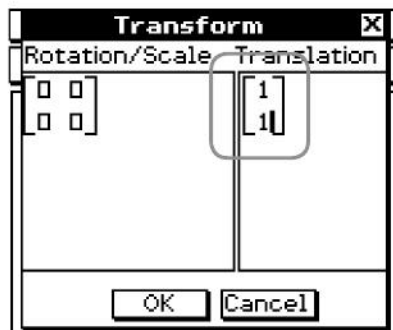 Transform X
Rotation/Scale Translation
[□ □] [1]
[□ □] [1]
OK Cancel